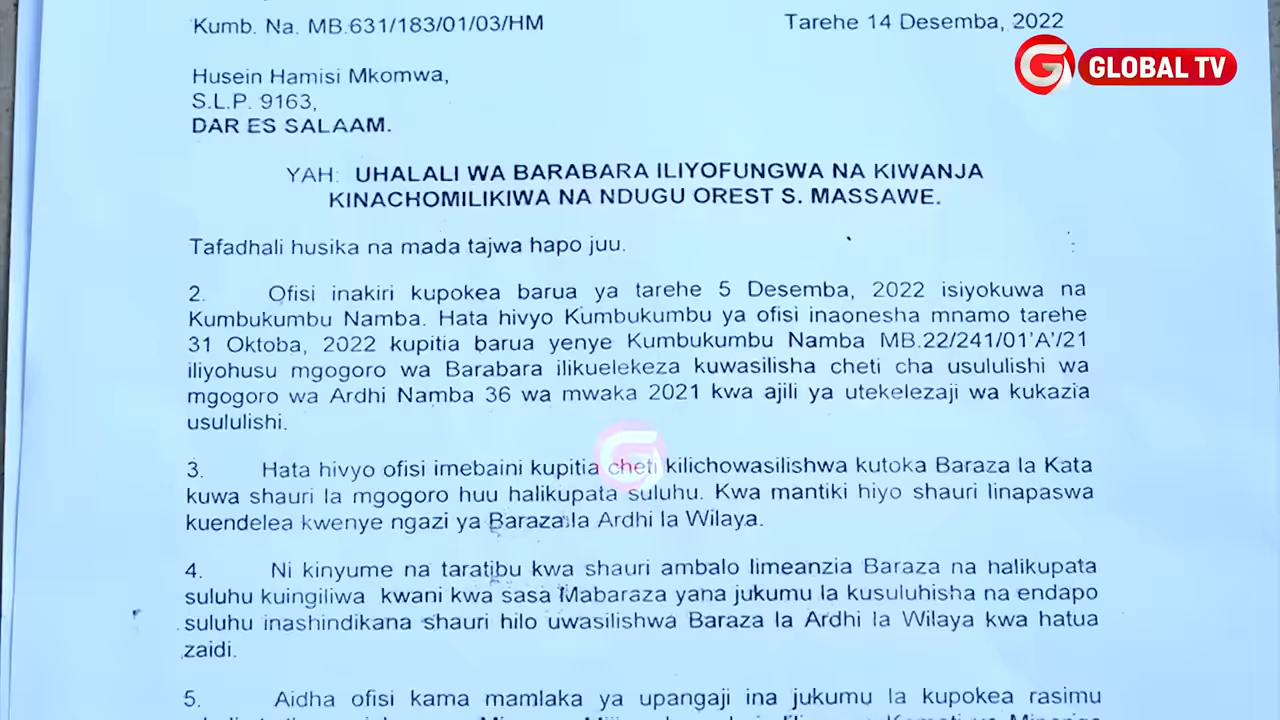 Kumb. Na. MB.631/183/01/03/HM
Tarehe 14 Desemba, 2022
GLOBAL TV
Husein Hamisi Mkomwa,
S.L.P. 9163,
DAR ES SALAAM.
YAH: UHALALI WA BARABARA ILIYOFUNGWA NA KIWANJA
KINACHOMILIKIWA NA NDUGU OREST S. MASSAWE.
Tafadhali husika na mada tajwa hapo juu.
2. Ofisi inakiri kupokea barua ya tarehe 5 Desemba, 2022 isiyokuwa na
Kumbukumbu Namba. Hata hivyo Kumbukumbu ya ofisi inaonesha mnamo tarehe
31 Oktoba, 2022 kupitia barua yenye Kumbukumbu Namba MB.22/241/01'A'/21
iliyohusu mgogoro wa Barabara ilikuelekeza kuwasilisha cheti cha usululishi wa
mgogoro wa Ardhi Namba 36 wa mwaka 2021 kwa ajili ya utekelezaji wa kukazia
usululishi.
3. Hata hivyo ofisi imebaini kupitia cheti kilichowasilishwa kutoka Baraza la Kata
kuwa shauri la mgogoro huu halikupata suluhu. Kwa mantiki hiyo shauri linapaswa
kuendelea kwenye ngazi ya Baraza la Ardhi la Wilaya.
4. Ni kinyume na taratibu kwa shauri ambalo limeanzia Baraza na halikupata
suluhu kuingiliwa kwani kwa sasa Mabaraza yana jukumu la kusuluhisha na endapo
suluhu inashindikana shauri hilo uwasilishwa Baraza la Ardhi la Wilaya kwa hatua
zaidi.
5. Aidha ofisi kama mamlaka ya upangaji ina jukumu la kupokea rasimu